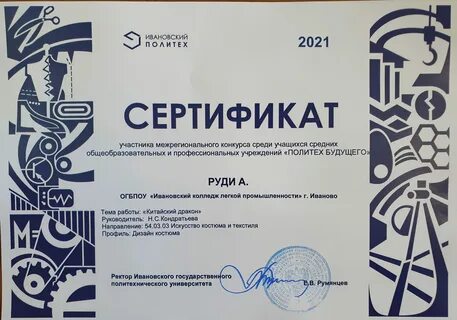 ИВАНОВСКИЙ
ПОЛИТЕХ
2021
СЕРТИФИКАТ
участника межрегионального конкурса среди учащихся средних
общеобразовательных и профессиональных учреждений «ПОЛИТЕХ БУДУЩЕГО»
РУДИ А.
ОГБПОУ «Ивановский колледж легкой промышленности» г. Иваново
Тема работы: «Китайский дракон»
Руководитель: Н.С.Кондратьева
Направление: 54.03.03 Искусство костюма и текстиля
Профиль: Дизайн костюма
Ректор Ивановского государственного
политехнического университета
Е.В. Румянцев